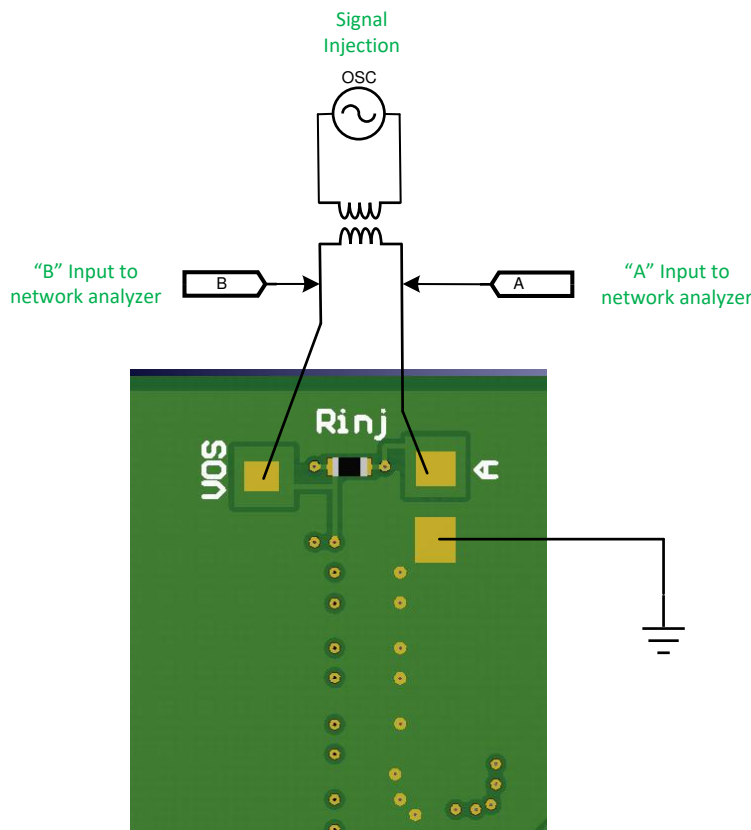 Signal
Injection
OSC
“B” Input to
network analyzer
B
A
“A” Input to
network analyzer
Rinj
VOS
A